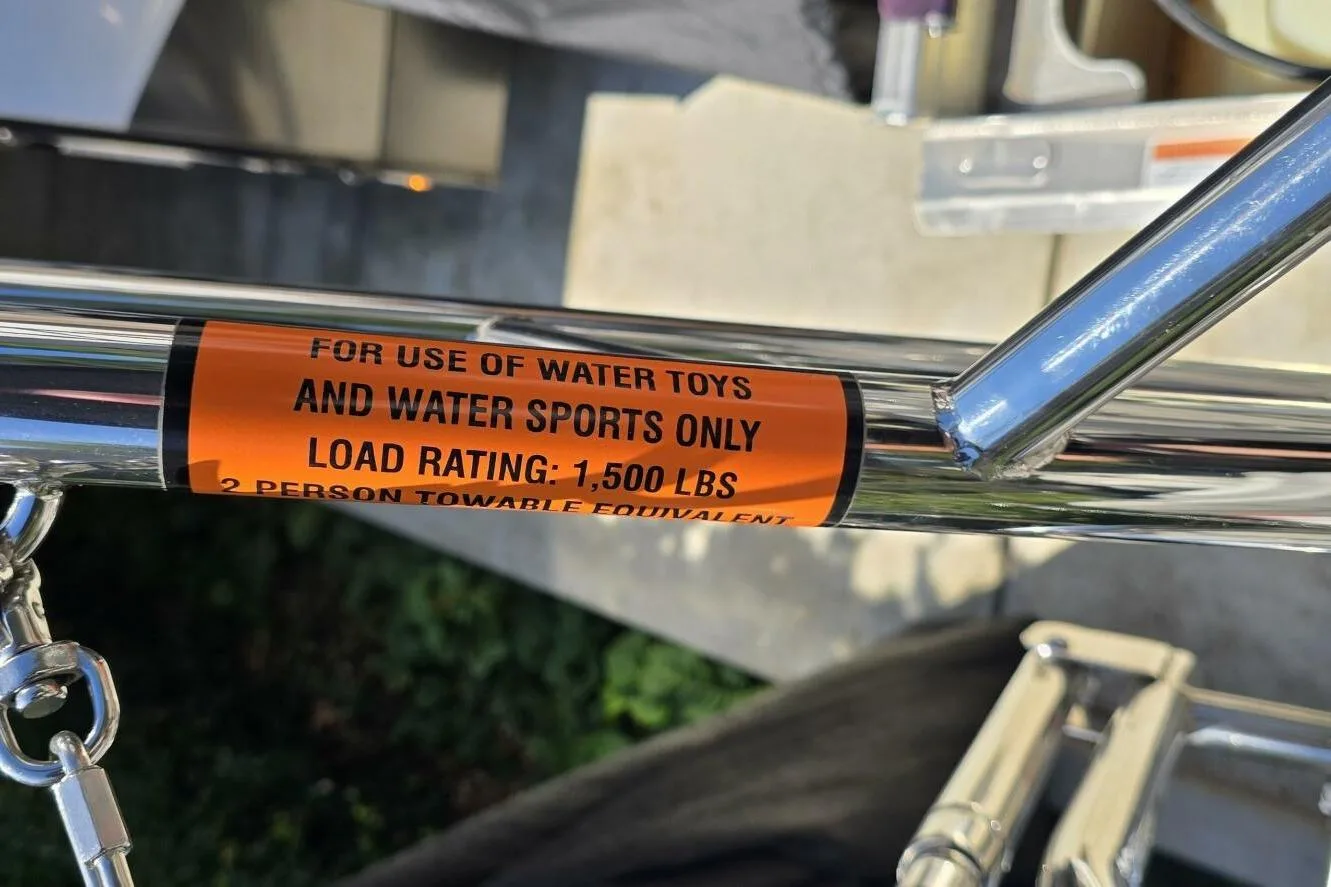 FOR USE OF WATER TOYS
AND WATER SPORTS ONLY
LOAD RATING: 1,500 LBS
2 PERSON TOWABLE EQUIVALENT